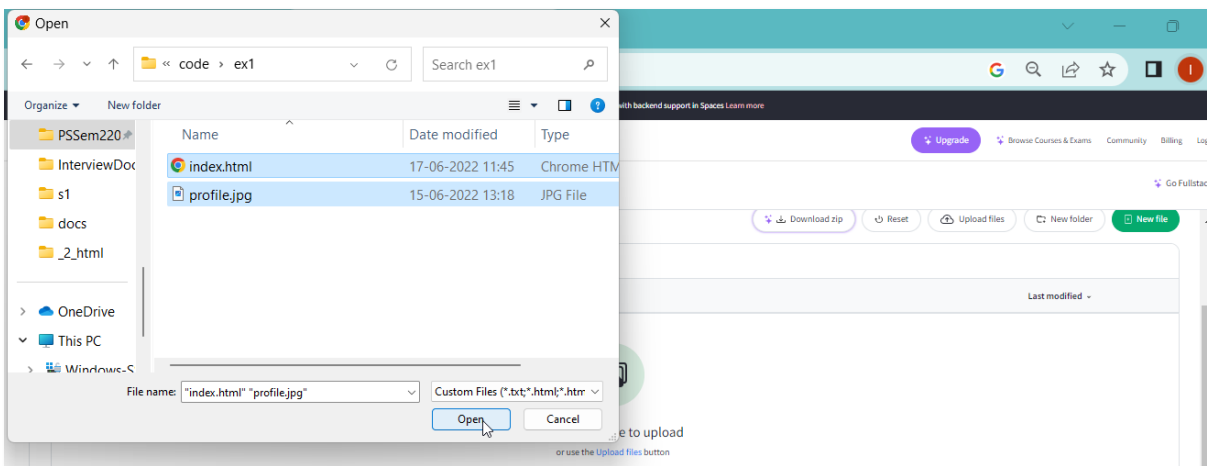 Open
« code › ex1
Search ex1
Organize
New folder
with backend support in Spaces Learn more
Upgrade
Browse Courses & Exams
Community
Billing
Log
Go Fullstac
PSSem220
InterviewDoc
s1
docs
_2_html
OneDrive
This PC
Windows-S
Name
Date modified
Type
index.html
17-06-2022 11:45
Chrome HTM
profile.jpg
15-06-2022 13:18
JPG File
File name:
"index.html" "profile.jpg"
Custom Files (*.txt;*.html;*.htm
Open
Cancel
Download zip
Reset
Upload files
New folder
New file
Last modified
e to upload
or use the Upload files button